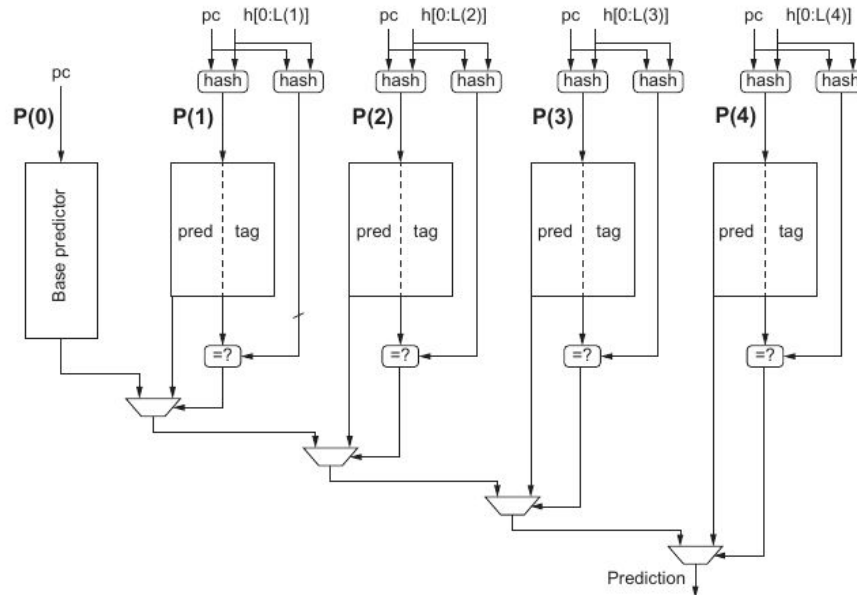 pc h[0:L(1)] pc h[0:L(2)] pc h[0:L(3)] pc h[0:L(4)]
pc hash hash hash hash hash hash hash hash
P(0) P(1) P(2) P(3) P(4)
Base predictor
pred tag pred tag pred tag pred tag
=? =? =? =?
Prediction